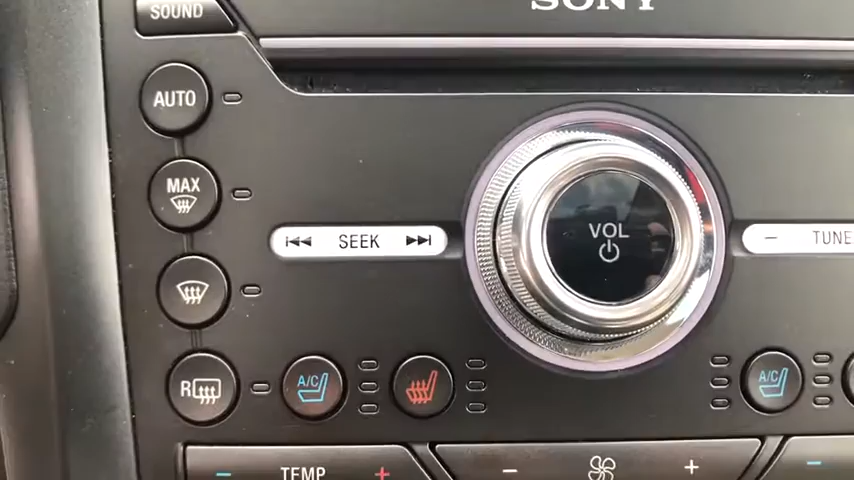 SOUND
SONY
AUTO
MAX
SEEK
VOL
- TUNE
R
A/C
A/C
- TEMP +
- +
-